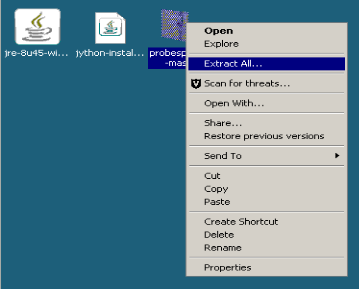 jre-8u45-wi...
jython-instal...
probesp
-mas
Open
Explore
Extract All...
Scan for threats...
Open With...
Share...
Restore previous versions
Send To
Cut
Copy
Paste
Create Shortcut
Delete
Rename
Properties